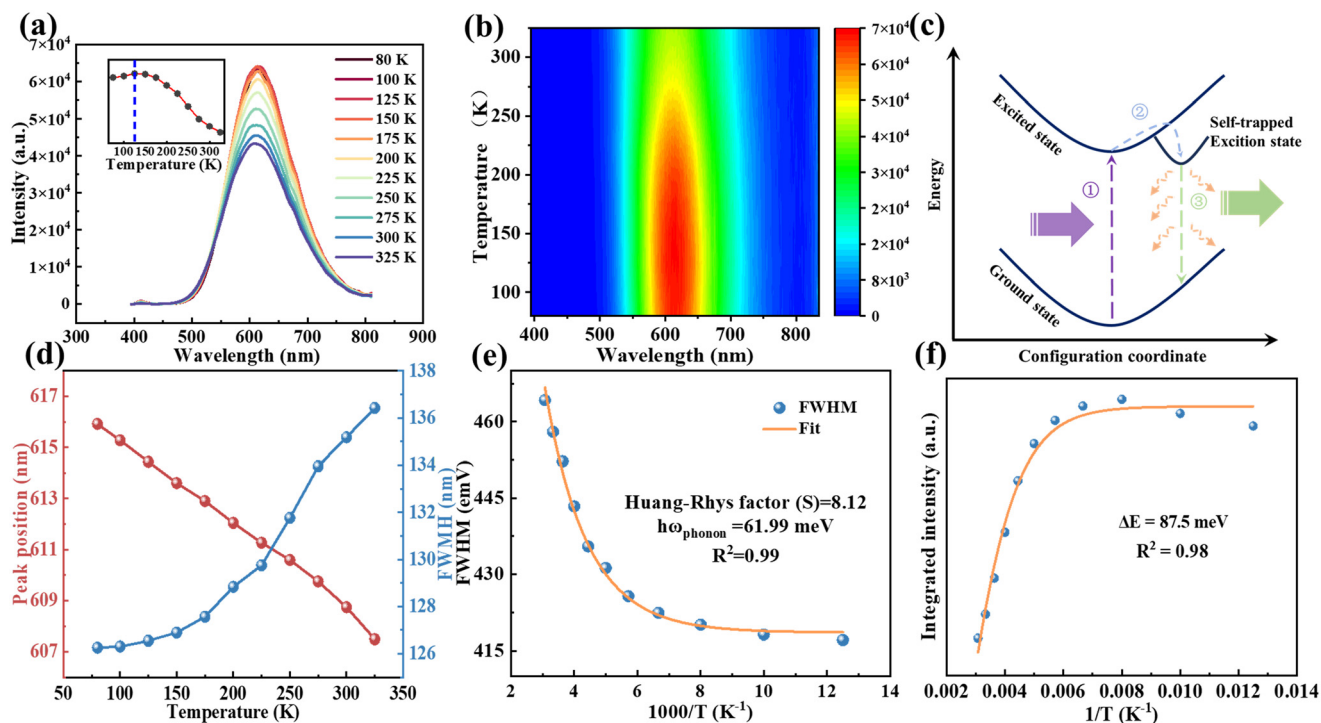 (a)
7×10⁴
6×10⁴
5×10⁴
4×10⁴
3×10⁴
2×10⁴
1×10⁴
0
Intensity (a.u.)
300 400 500 600 700 800 900
Wavelength (nm)
100 150 200 250 300
Temperature (K)
80 K
100 K
125 K
150 K
175 K
200 K
225 K
250 K
275 K
300 K
325 K
(b)
300
250
200
150
100
Temperature (K)
400 500 600 700 800
Wavelength (nm)
7×10⁴
6×10⁴
5×10⁴
4×10⁴
3×10⁴
2×10⁴
8×10³
0
(c)
Energy
Excited state
②
Self-trapped
Excition state
①
③
Ground state
Configuration coordinate
(d)
617
615
613
611
609
607
Peak position (nm)
50 100 150 200 250 300 350
Temperature (K)
138
136
134
132
130
128
126
FWMH (nm)
(e)
460
445
430
415
FWHM (emV)
FWHM
Fit
Huang-Rhys factor (S)=8.12
hω_phonon =61.99 meV
R²=0.99
2 4 6 8 10 12 14
1000/T (K⁻¹)
(f)
Integrated intensity (a.u.)
ΔE = 87.5 meV
R² = 0.98
0.002 0.004 0.006 0.008 0.010 0.012 0.014
1/T (K⁻¹)